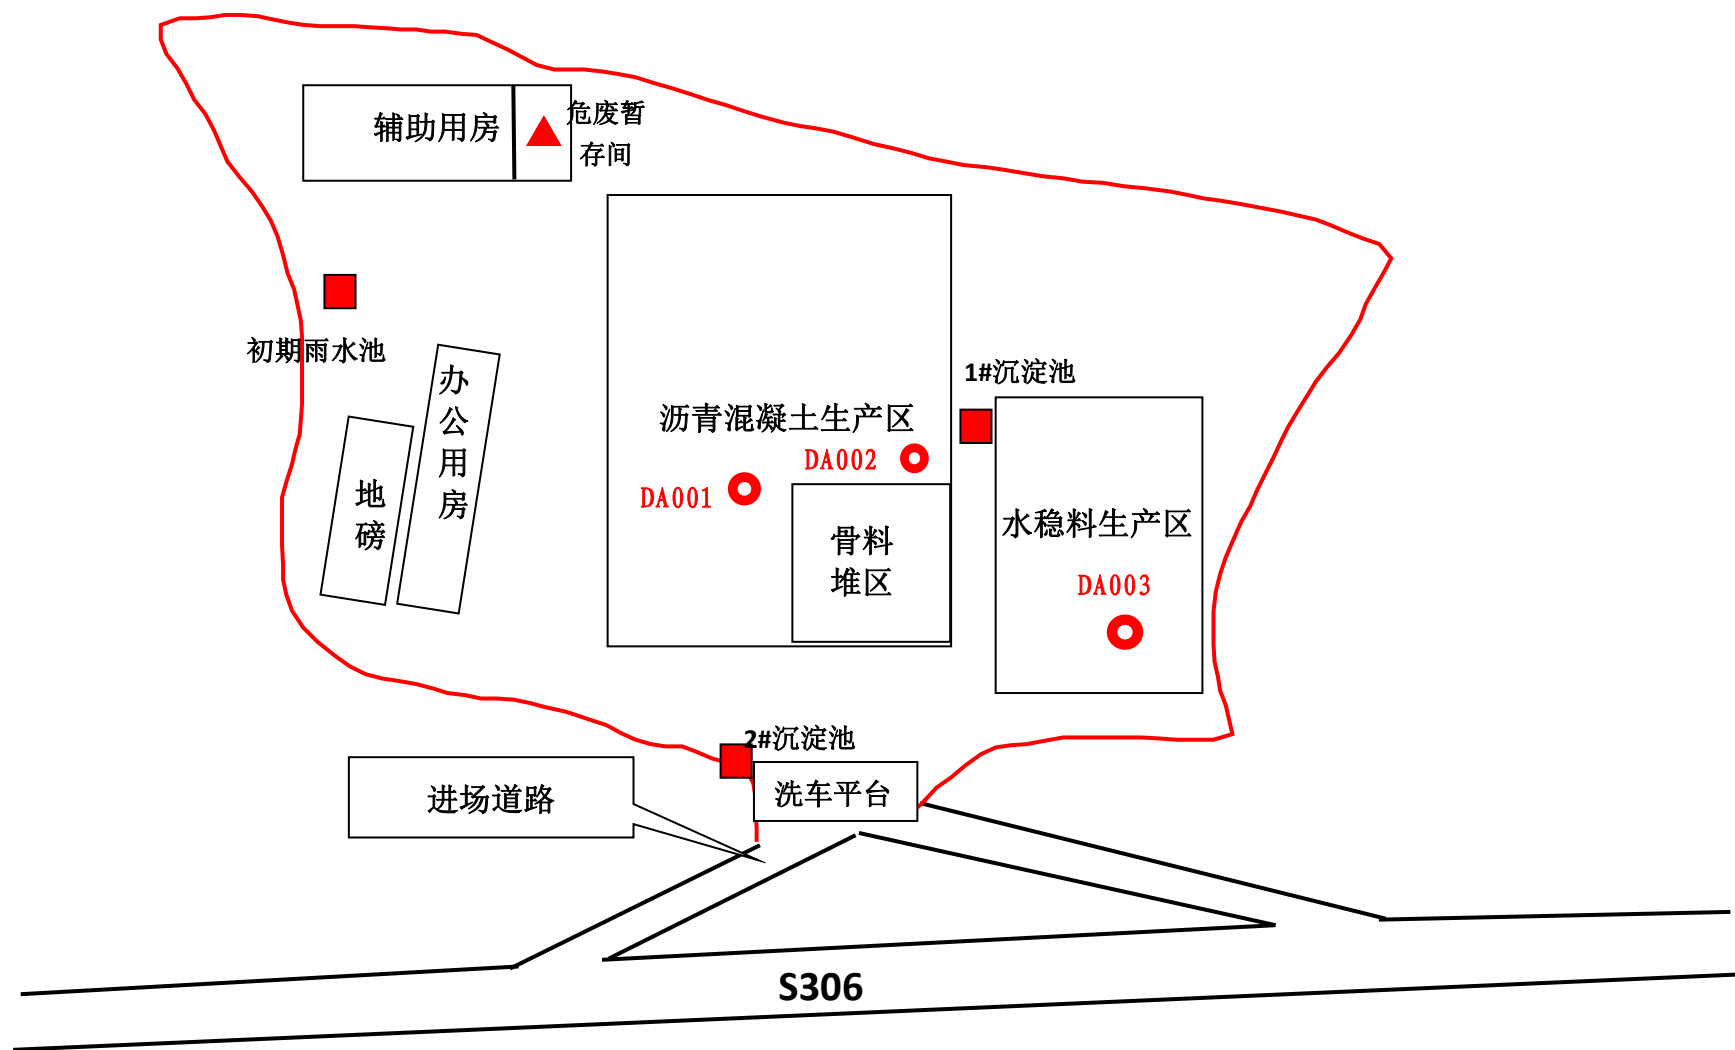 辅助用房
危废暂
存间
初期雨水池
办
公
用
房
地
磅
沥青混凝土生产区
DA002
DA001
骨料
堆区
1#沉淀池
水稳料生产区
DA003
2#沉淀池
洗车平台
进场道路
S306